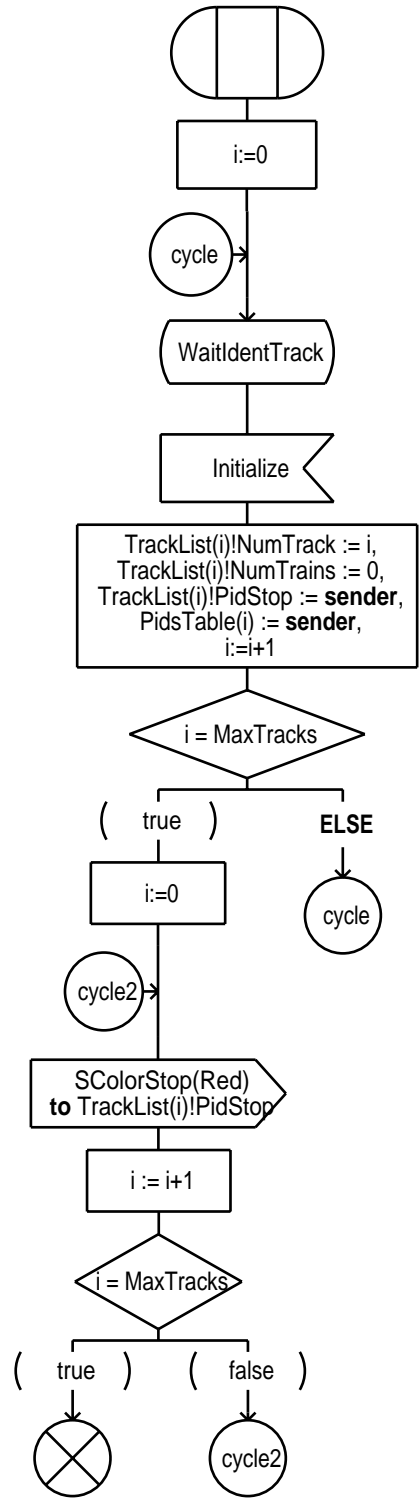 i:=0
cycle
WaitIdentTrack
Initialize
TrackList(i)!NumTrack := i,
TrackList(i)!NumTrains := 0,
TrackList(i)!PidStop := sender,
PidsTable(i) := sender,
i:=i+1
i = MaxTracks
( true )
ELSE
i:=0
cycle
cycle2
SColorStop(Red)
to TrackList(i)!PidStop
i := i+1
i = MaxTracks
( true )
( false )
cycle2